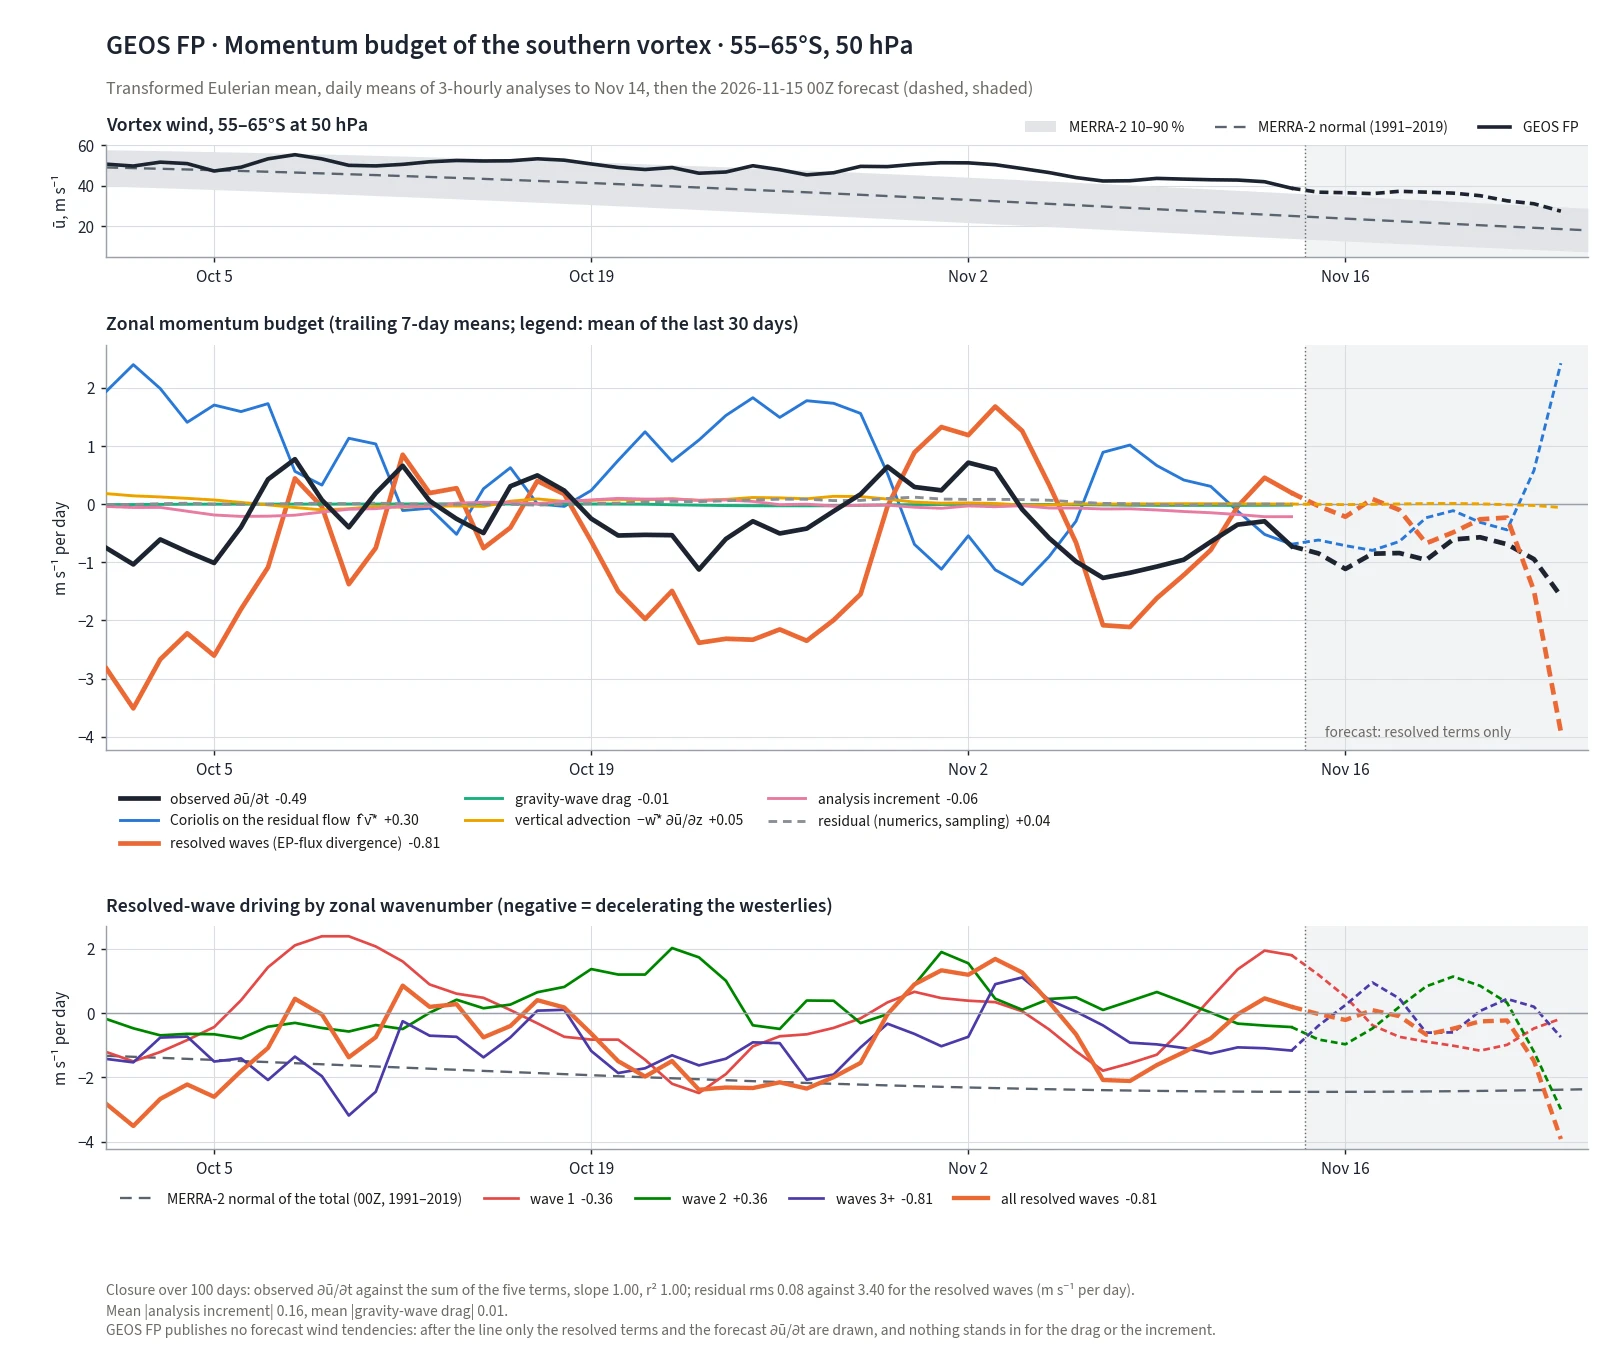 GEOS FP · Momentum budget of the southern vortex · 55–65°S, 50 hPa
Transformed Eulerian mean, daily means of 3-hourly analyses to Nov 14, then the 2026-11-15 00Z forecast (dashed, shaded)
Vortex wind, 55–65°S at 50 hPa
MERRA-2 10–90 %
MERRA-2 normal (1991–2019)
GEOS FP
ū, m s⁻¹
60
40
20
Oct 5
Oct 19
Nov 2
Nov 16
Zonal momentum budget (trailing 7-day means; legend: mean of the last 30 days)
m s⁻¹ per day
2
1
0
−1
−2
−3
−4
forecast: resolved terms only
Oct 5
Oct 19
Nov 2
Nov 16
observed ∂ū/∂t -0.49
Coriolis on the residual flow f v̄* +0.30
resolved waves (EP-flux divergence) -0.81
gravity-wave drag -0.01
vertical advection −w̄* ∂ū/∂z +0.05
analysis increment -0.06
residual (numerics, sampling) +0.04
Resolved-wave driving by zonal wavenumber (negative = decelerating the westerlies)
m s⁻¹ per day
2
0
−2
−4
Oct 5
Oct 19
Nov 2
Nov 16
MERRA-2 normal of the total (00Z, 1991–2019)
wave 1 -0.36
wave 2 +0.36
waves 3+ -0.81
all resolved waves -0.81
Closure over 100 days: observed ∂ū/∂t against the sum of the five terms, slope 1.00, r² 1.00; residual rms 0.08 against 3.40 for the resolved waves (m s⁻¹ per day).
Mean |analysis increment| 0.16, mean |gravity-wave drag| 0.01.
GEOS FP publishes no forecast wind tendencies: after the line only the resolved terms and the forecast ∂ū/∂t are drawn, and nothing stands in for the drag or the increment.